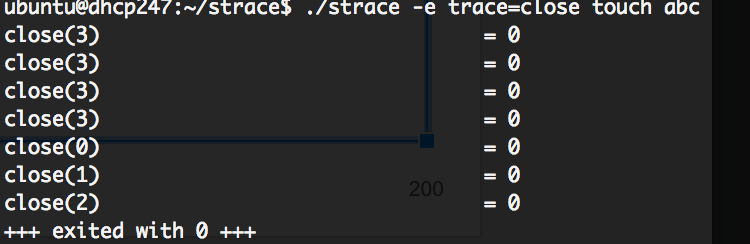 ubuntu@dhcp247:~/strace$ ./strace -e trace=close touch abc
close(3) = 0
close(3) = 0
close(3) = 0
close(3) = 0
close(0) = 0
close(1) = 0
close(2) = 0
200
+++ exited with 0 +++